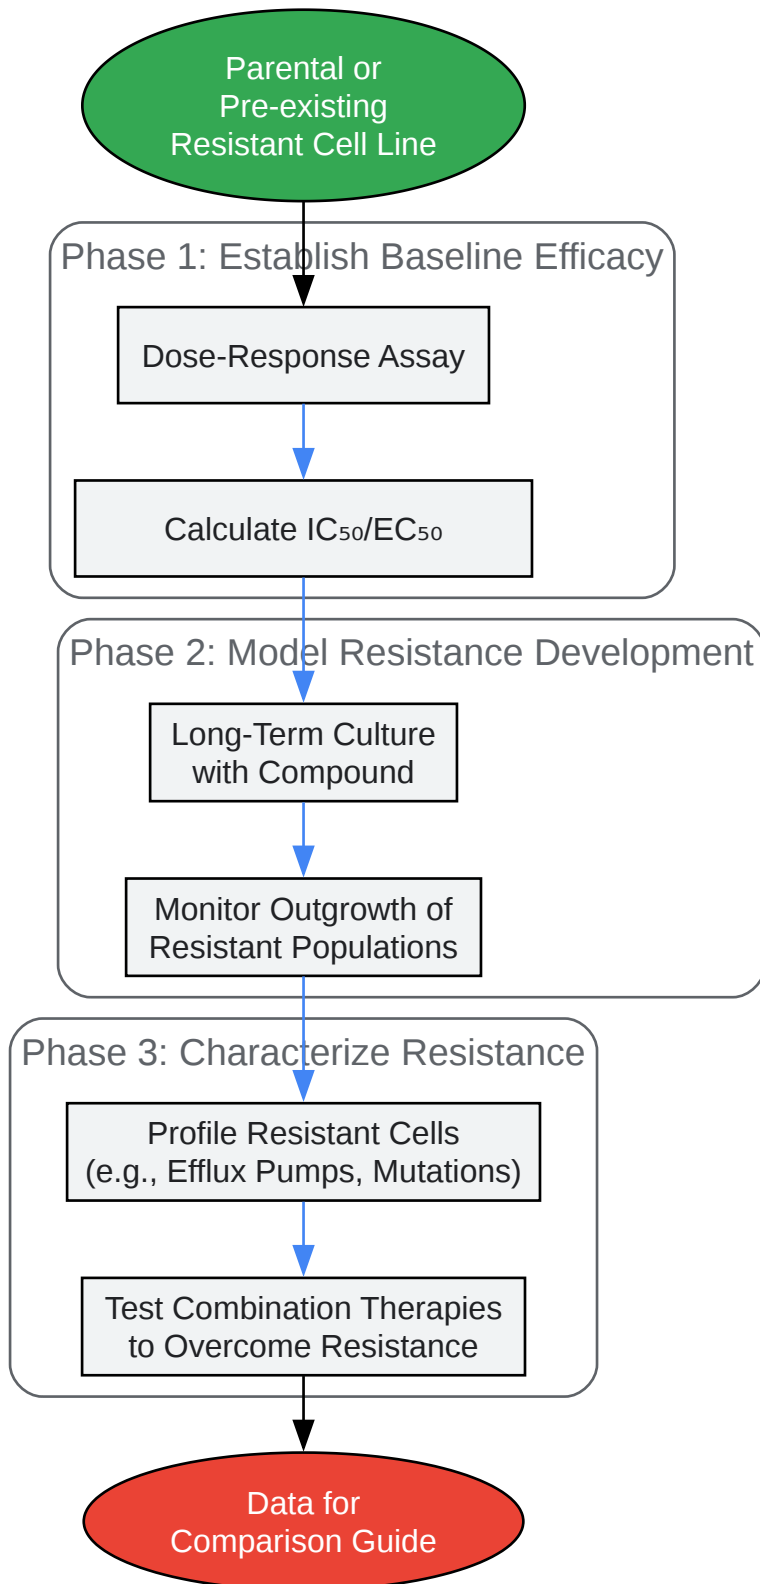 Parental or
Pre-existing
Resistant Cell Line
Phase 1: Establish Baseline Efficacy
Dose-Response Assay
Calculate IC₅₀/EC₅₀
Phase 2: Model Resistance Development
Long-Term Culture
with Compound
Monitor Outgrowth of
Resistant Populations
Phase 3: Characterize Resistance
Profile Resistant Cells
(e.g., Efflux Pumps, Mutations)
Test Combination Therapies
to Overcome Resistance
Data for
Comparison Guide